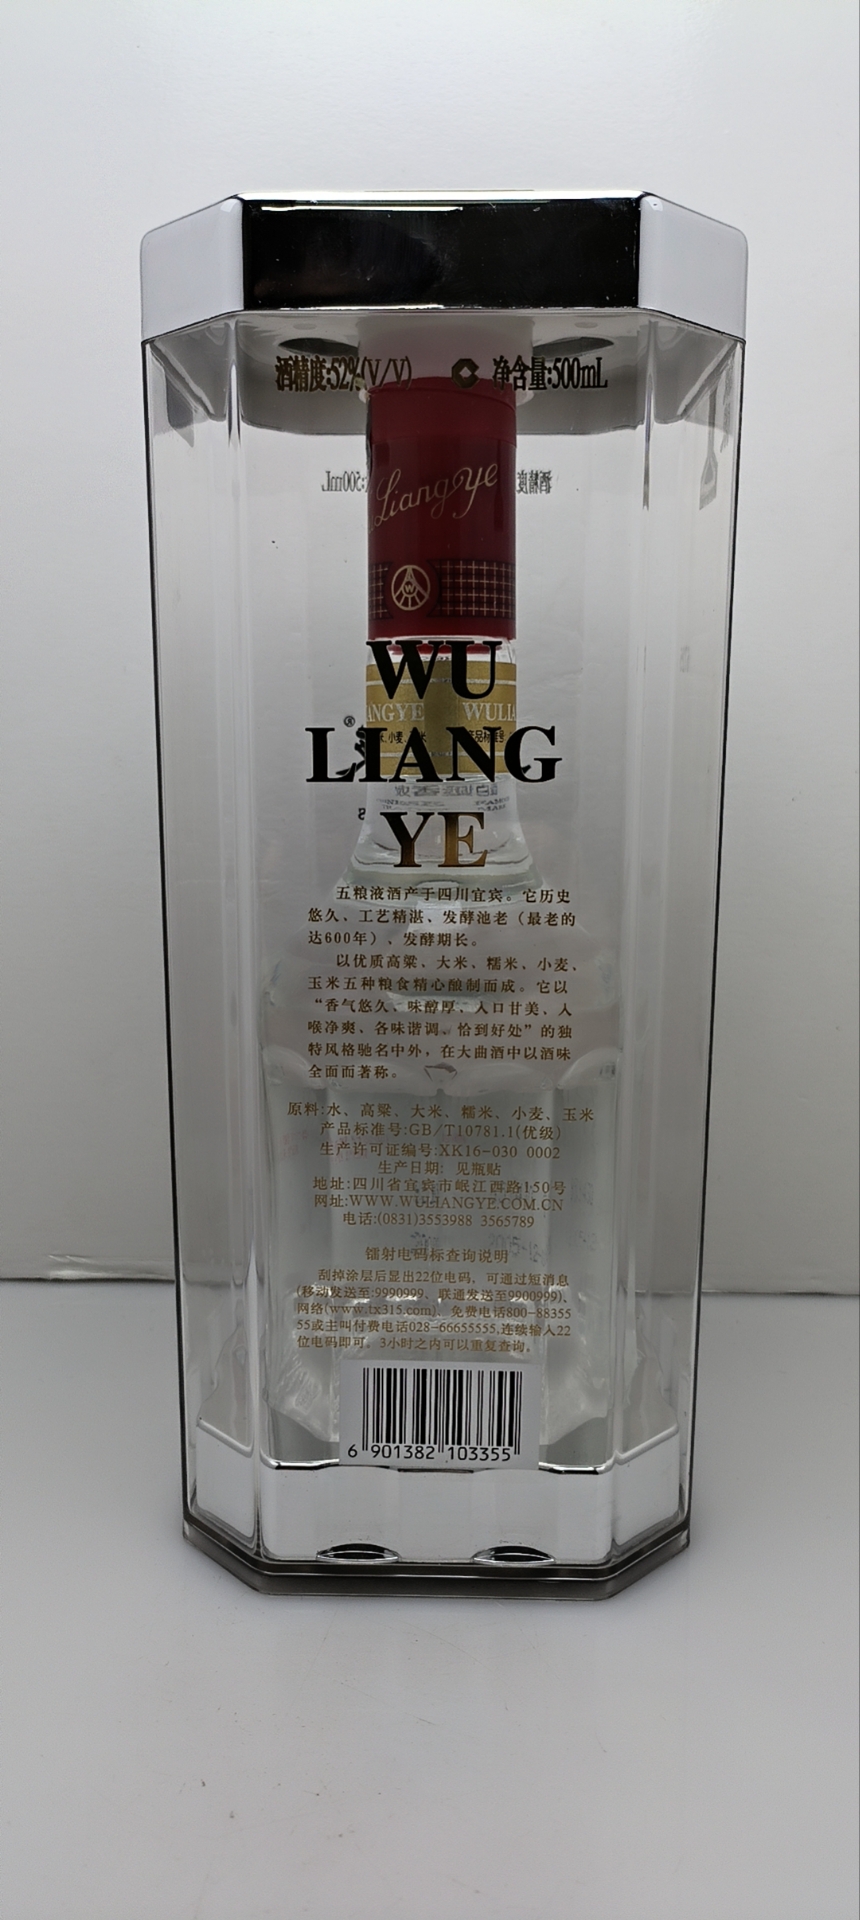 酒精度:52%(V/V) 净含量:500mL
Liangye
W
WU
ANGYE WULIA
LIANG
YE
五粮液酒产于四川宜宾。它历史
悠久、工艺精湛、发酵池老（最老的
达600年）、发酵期长。
以优质高粱、大米、糯米、小麦、
玉米五种粮食精心酿制而成。它以
“香气悠久、味醇厚、入口甘美、入
喉净爽、各味谐调、恰到好处”的独
特风格驰名中外，在大曲酒中以酒味
全面而著称。
原料:水、高粱、大米、糯米、小麦、玉米
产品标准号:GB/T10781.1(优级)
生产许可证编号:XK16-030 0002
生产日期: 见瓶贴
地址:四川省宜宾市岷江西路150号
网址:WWW.WULIANGYE.COM.CN
电话:(0831)3553988 3565789
镭射电码标查询说明
刮掉涂层后显出22位电码，可通过短消息
(移动发送至:9990999、联通发送至9900999)、
网络(www.tx315.com)、免费电话800-88355
55或主叫付费电话028-66655555,连续输入22
位电码即可。3小时之内可以重复查询。
6 901382 103355